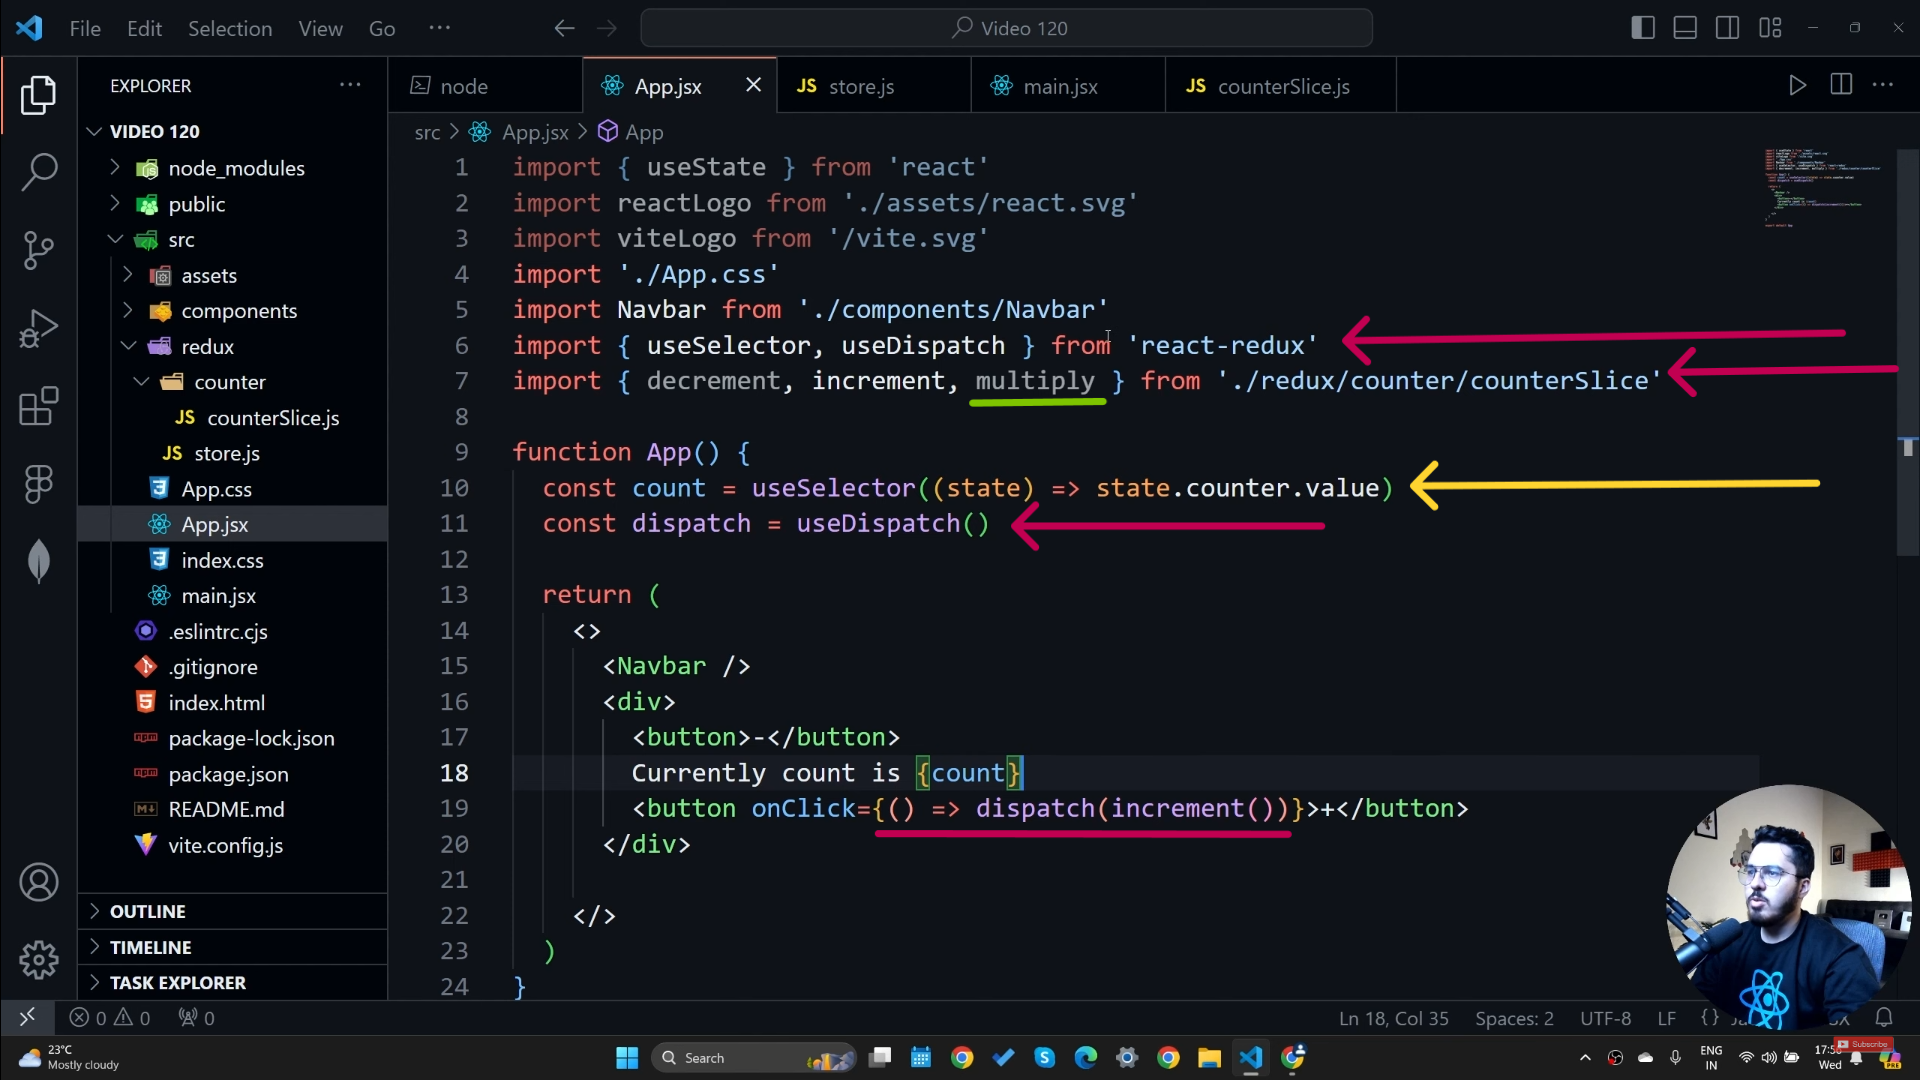 File Edit Selection View Go ···
Video 120
EXPLORER ···
node
App.jsx
JS store.js
main.jsx
JS counterSlice.js
src > App.jsx > App
VIDEO 120
node_modules
public
src
assets
components
redux
counter
JS counterSlice.js
JS store.js
App.css
App.jsx
index.css
main.jsx
.eslintrc.cjs
.gitignore
index.html
package-lock.json
package.json
README.md
vite.config.js
OUTLINE
TIMELINE
TASK EXPLORER
1 import { useState } from 'react'
2 import reactLogo from './assets/react.svg'
3 import viteLogo from '/vite.svg'
4 import './App.css'
5 import Navbar from './components/Navbar'
6 import { useSelector, useDispatch } from 'react-redux'
7 import { decrement, increment, multiply } from './redux/counter/counterSlice'
8
9 function App() {
10 const count = useSelector((state) => state.counter.value)
11 const dispatch = useDispatch()
12
13 return (
14 <>
15 <Navbar />
16 <div>
17 <button>-</button>
18 Currently count is {count}
19 <button onClick={() => dispatch(increment())}>+</button>
20 </div>
21
22 </>
23 )
24 }
0 0 0
Ln 18, Col 35 Spaces: 2 UTF-8 LF {}
23°C
Mostly cloudy
Search
ENG
IN
Wed
Subscribe